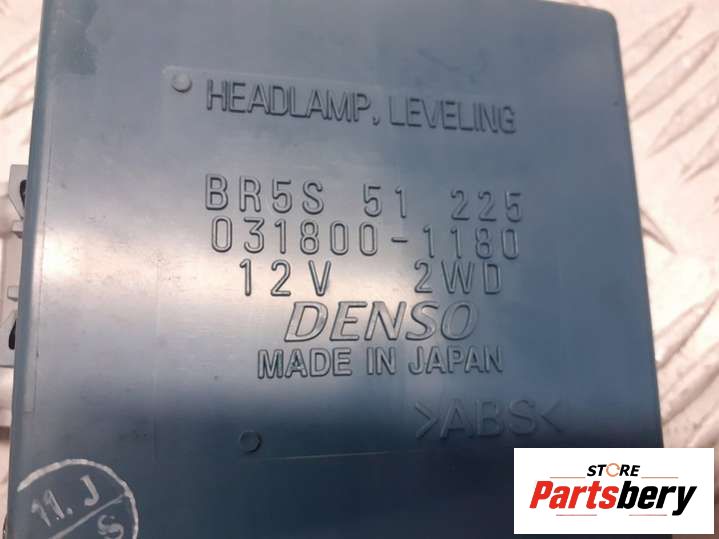 HEADLAMP, LEVELING
BR5S 51 225
031800-1180
12V 2WD
DENSO
MADE IN JAPAN
>ABS<
11. J
S
STORE
Partsbery